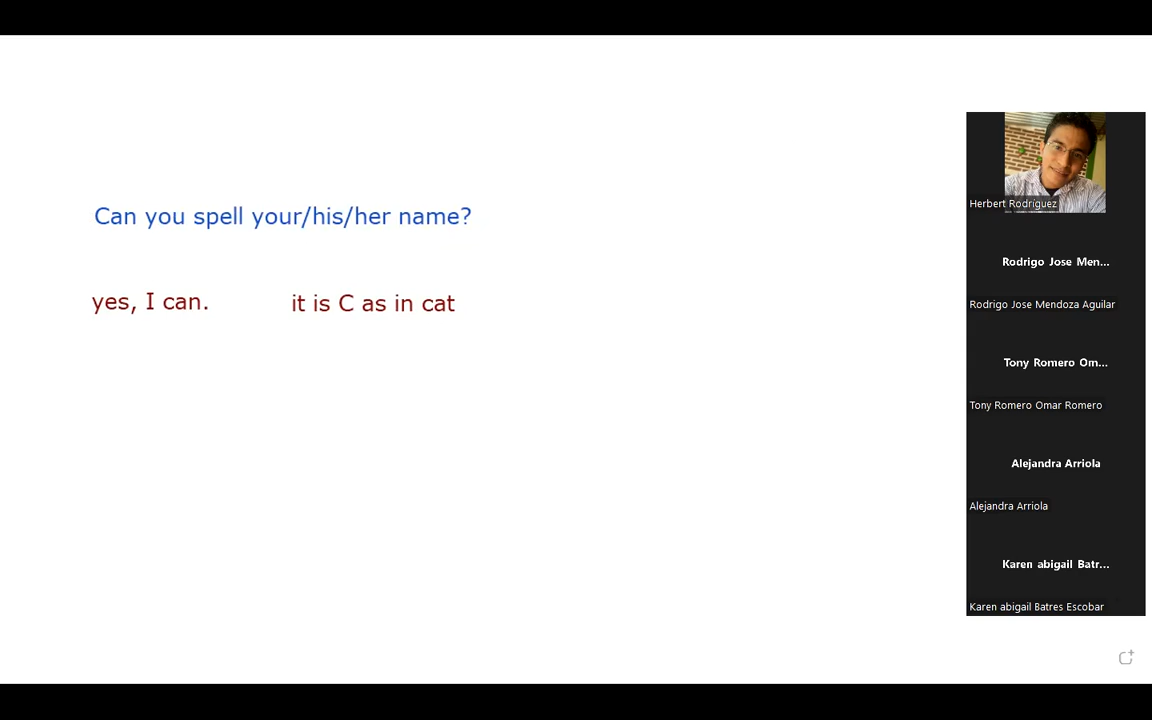 Can you spell your/his/her name?
yes, I can. it is C as in cat
Herbert Rodríguez
Rodrigo Jose Men...
Rodrigo Jose Mendoza Aguilar
Tony Romero Om...
Tony Romero Omar Romero
Alejandra Arriola
Alejandra Arriola
Karen abigail Batr...
Karen abigail Batres Escobar